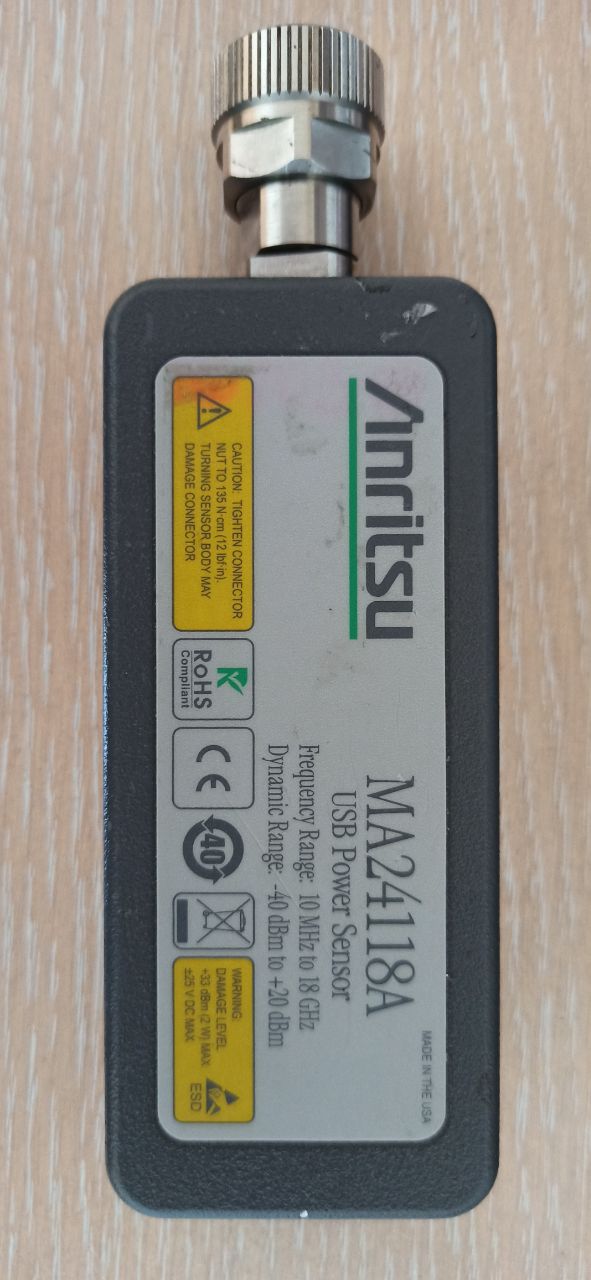 Anritsu
MADE IN THE USA
MA24118A
USB Power Sensor
Frequency Range: 10 MHz to 18 GHz
Dynamic Range: -40 dBm to +20 dBm
CAUTION: TIGHTEN CONNECTOR
NUT TO 135 N·cm (12 lbf·in).
TURNING SENSOR BODY MAY
DAMAGE CONNECTOR
RoHS
Compliant
CE
40
WARNING:
DAMAGE LEVEL
+33 dBm (2 W) MAX
±25 V DC MAX
ESD